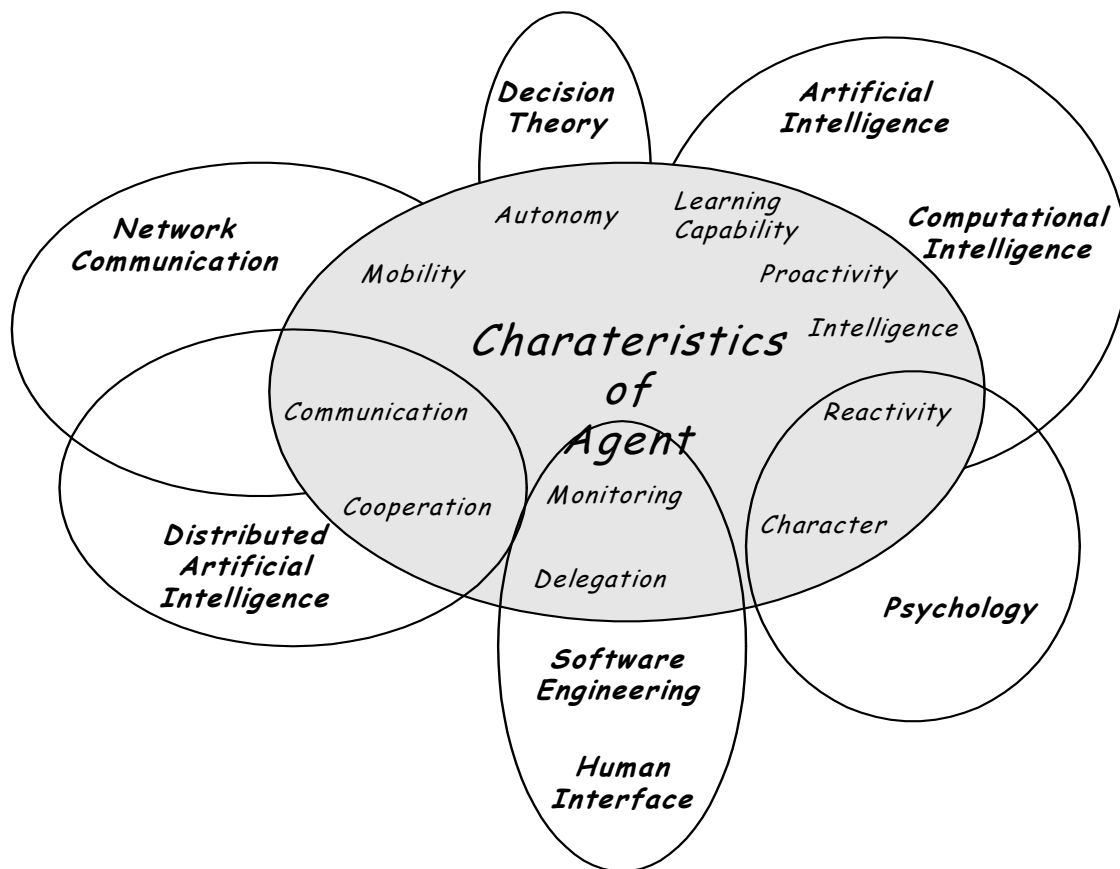 Decision
Theory
Artificial
Intelligence
Network
Communication
Autonomy
Learning
Capability
Computational
Intelligence
Mobility
Proactivity
Charateristics
of
Agent
Intelligence
Communication
Reactivity
Cooperation
Monitoring
Character
Distributed
Artificial
Intelligence
Delegation
Psychology
Software
Engineering
Human
Interface